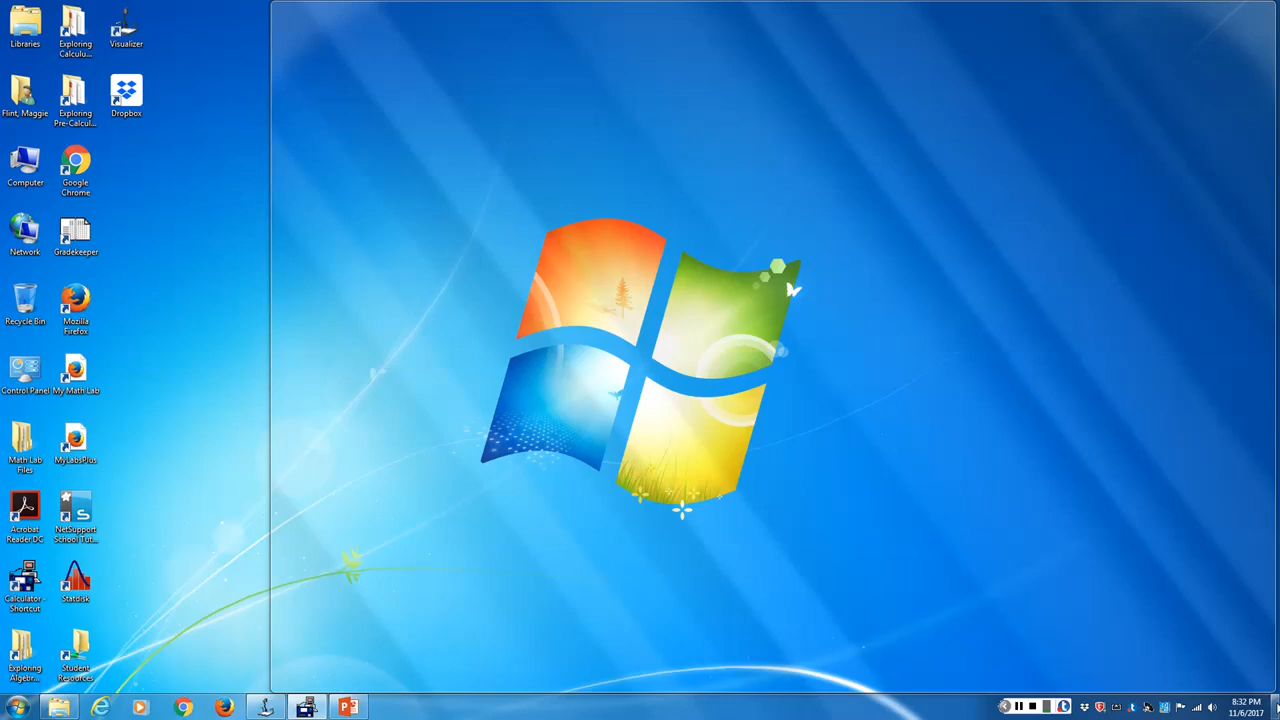 Libraries
Exploring
Calculu...
Visualizer
Flint, Maggie
Exploring
Pre-Calcul...
Dropbox
Computer
Google
Chrome
Network
Gradekeeper
Recycle Bin
Mozilla
Firefox
Control Panel
My Math Lab
Math Lab
Files
MyLabsPlus
Acrobat
Reader DC
NetSupport
School Tut...
Calculator -
Shortcut
Statdisk
Exploring
Algebr...
Student
Resources
8:32 PM
11/6/2017